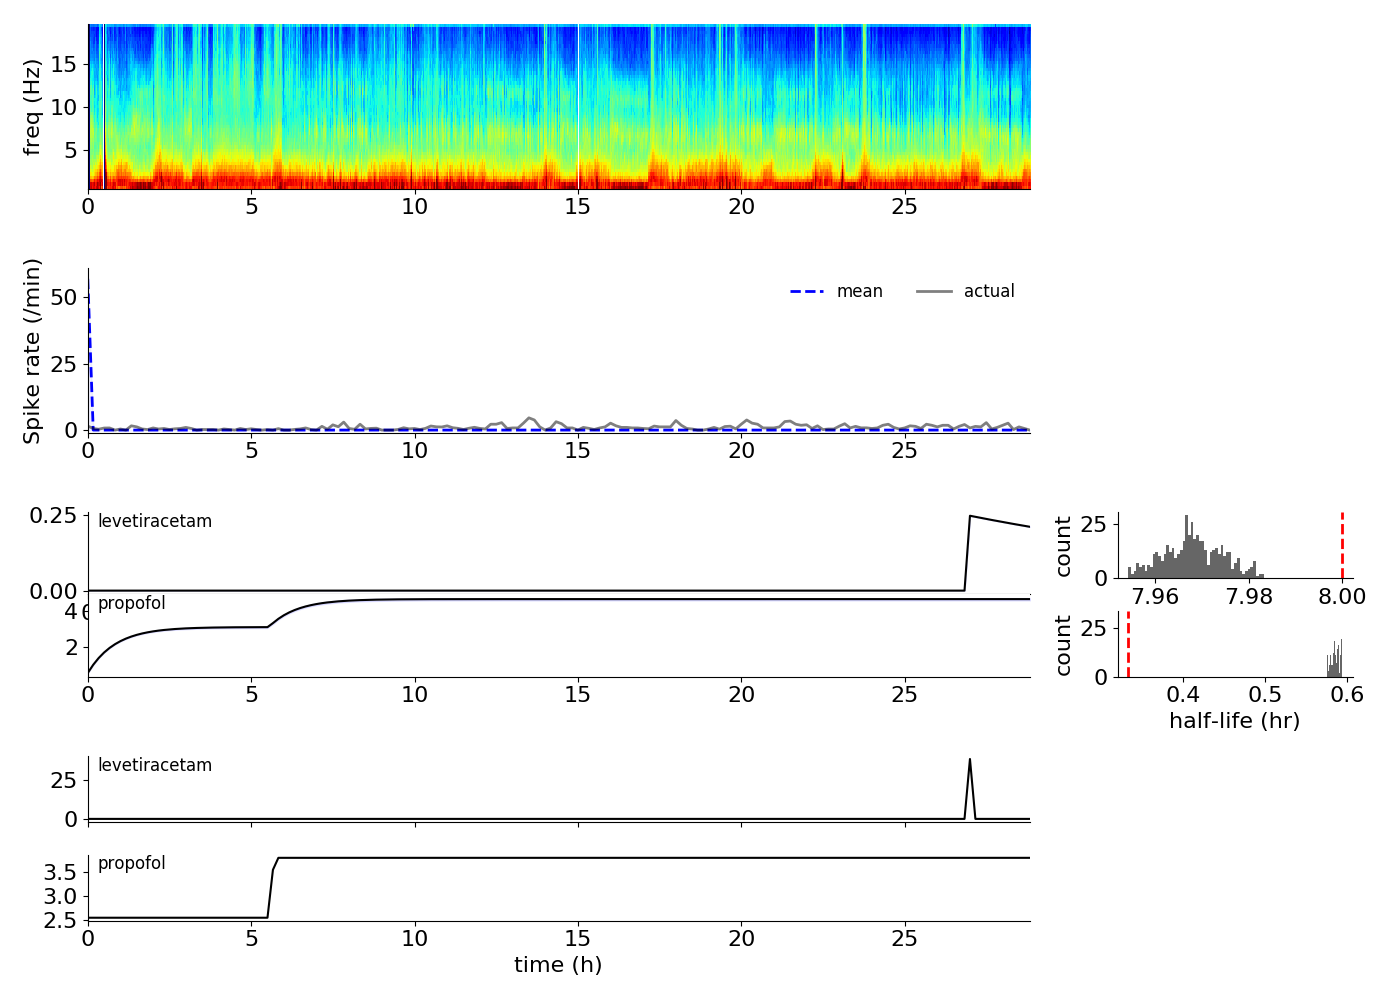 freq (Hz)
15
10
5
0 5 10 15 20 25
Spike rate (/min)
50
25
0
mean actual
0 5 10 15 20 25
0.25
0.00
levetiracetam
4
2
propofol
0 5 10 15 20 25
count
25
0
7.96 7.98 8.00
count
25
0
0.4 0.5 0.6
half-life (hr)
25
0
levetiracetam
3.5
3.0
2.5
propofol
0 5 10 15 20 25
time (h)